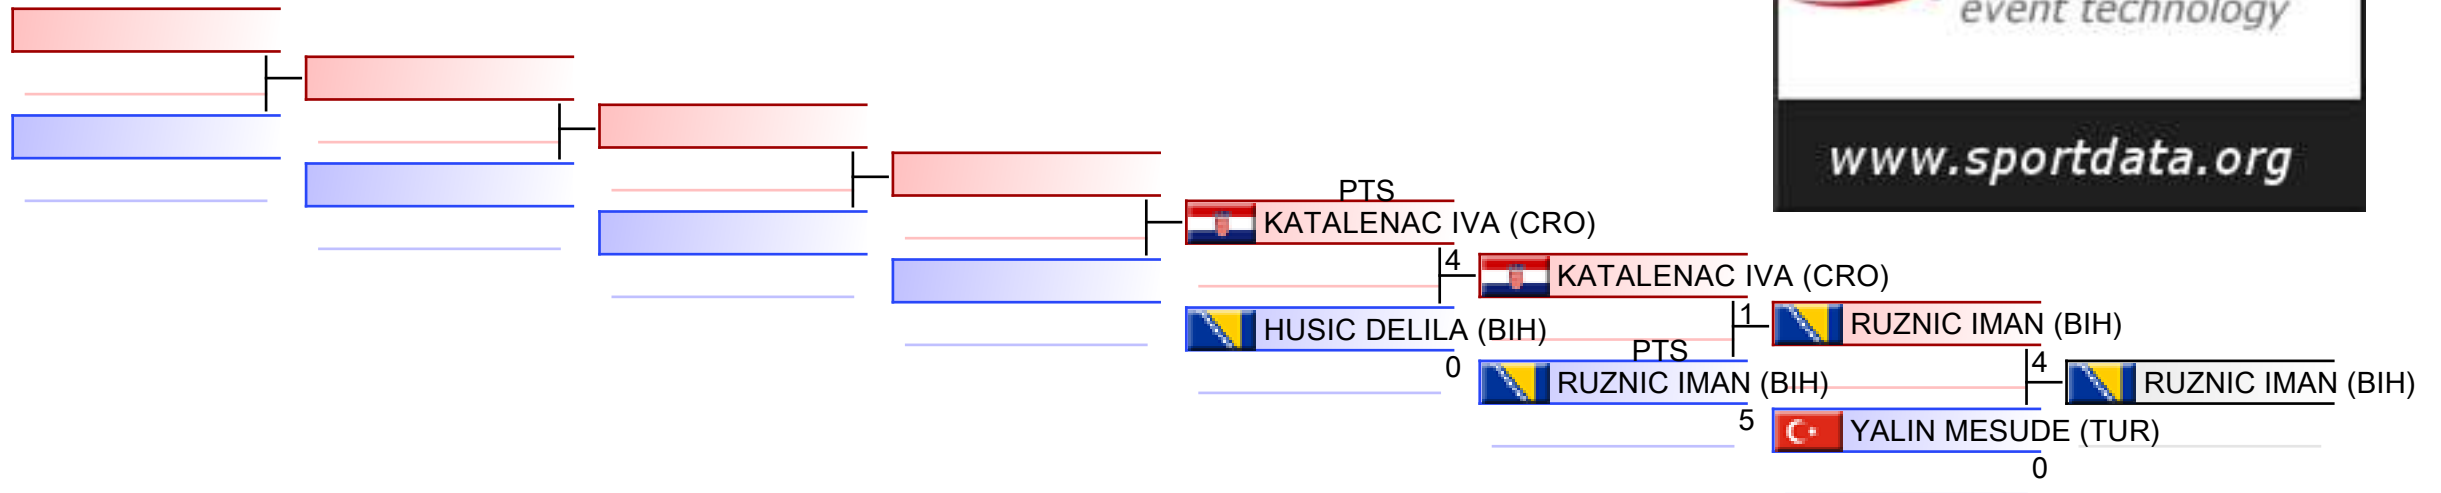 event technology
www.sportdata.org
PTS
KATALENAC IVA (CRO)
4
KATALENAC IVA (CRO)
HUSIC DELILA (BIH)
0
1
RUZNIC IMAN (BIH)
PTS
RUZNIC IMAN (BIH)
5
4
RUZNIC IMAN (BIH)
YALIN MESUDE (TUR)
0